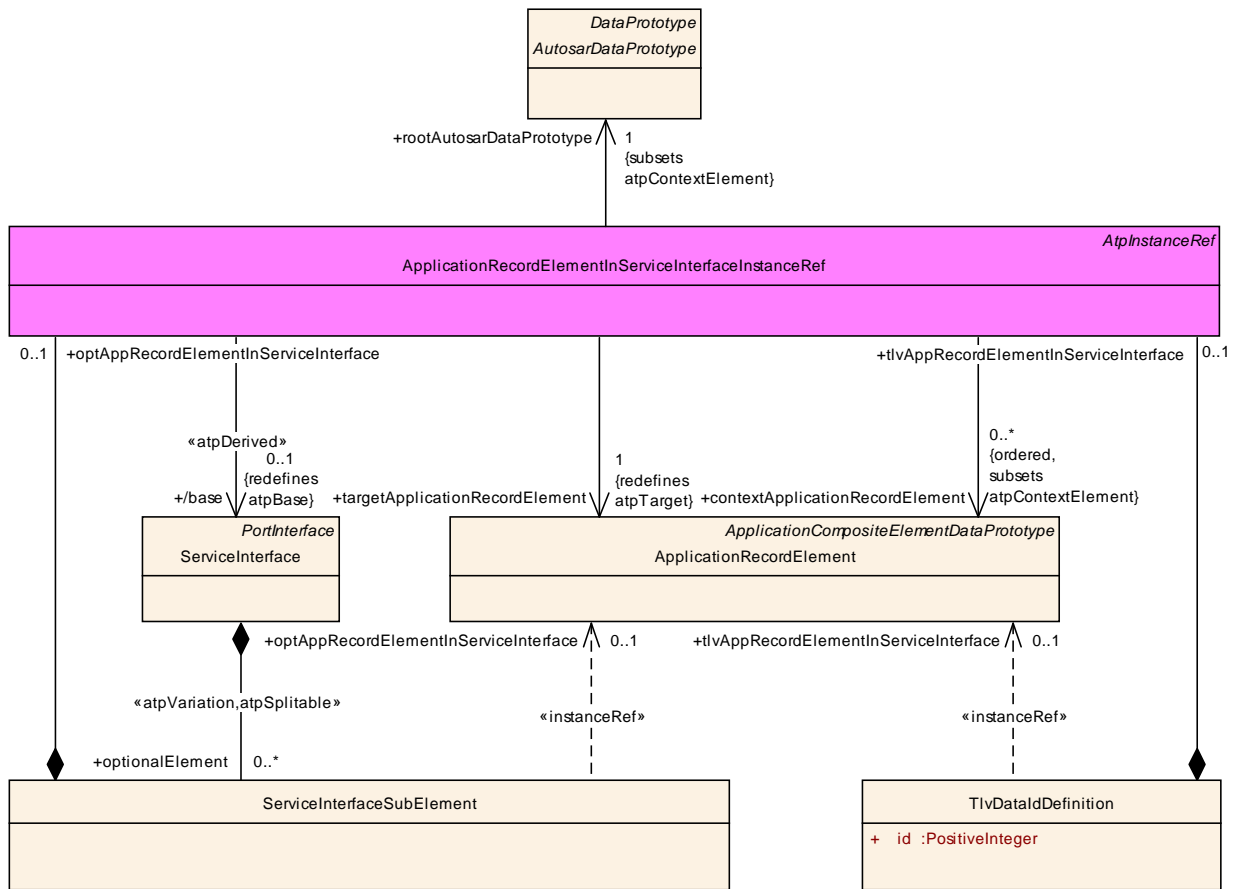 DataPrototype
AutosarDataPrototype
+rootAutosarDataPrototype
1
{subsets
atpContextElement}
AtpInstanceRef
ApplicationRecordElementInServiceInterfaceInstanceRef
0..1
+optAppRecordElementInServiceInterface
+tlvAppRecordElementInServiceInterface
0..1
«atpDerived»
0..1
{redefines
atpBase}
+/base
+targetApplicationRecordElement
1
{redefines
atpTarget}
+contextApplicationRecordElement
0..*
{ordered,
subsets
atpContextElement}
PortInterface
ServiceInterface
ApplicationCompositeElementDataPrototype
ApplicationRecordElement
+optAppRecordElementInServiceInterface
0..1
+tlvAppRecordElementInServiceInterface
0..1
«atpVariation,atpSplitable»
«instanceRef»
«instanceRef»
+optionalElement
0..*
ServiceInterfaceSubElement
TlvDataIdDefinition
+ id :PositiveInteger